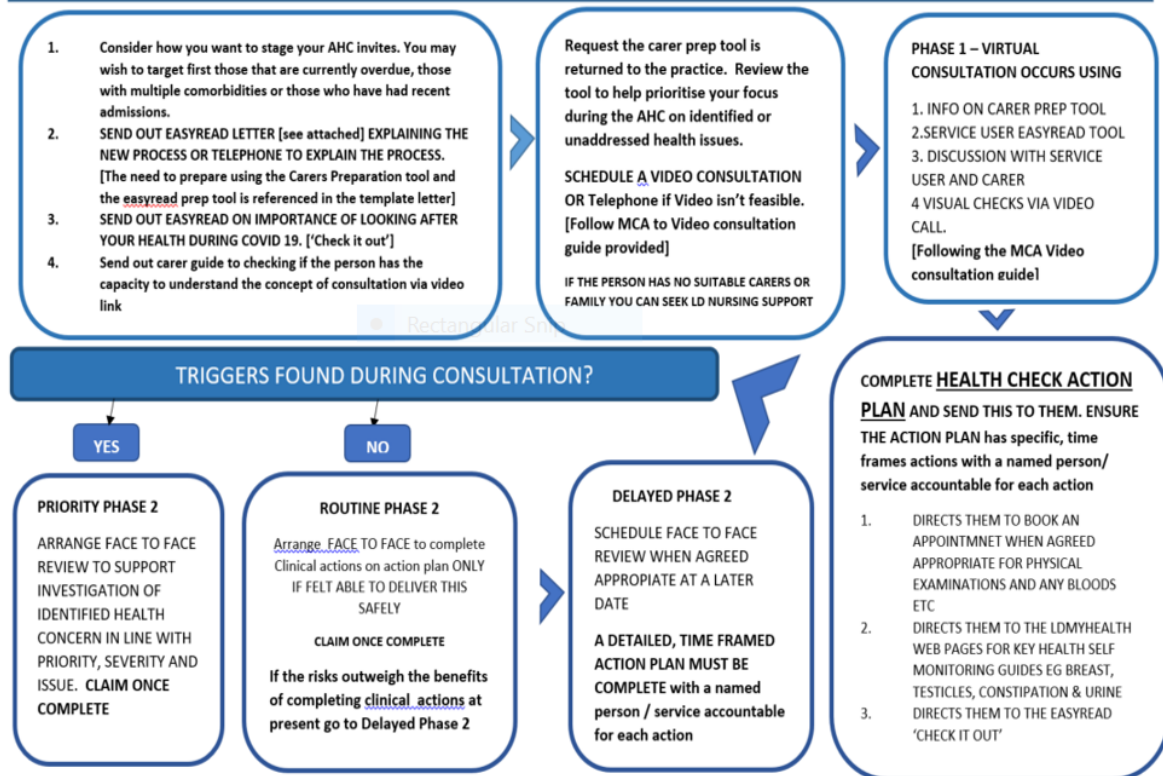 1. Consider how you want to stage your AHC invites. You may
wish to target first those that are currently overdue, those
with multiple comorbidities or those who have had recent
admissions.
2. SEND OUT EASYREAD LETTER [see attached] EXPLAINING THE
NEW PROCESS OR TELEPHONE TO EXPLAIN THE PROCESS.
[The need to prepare using the Carers Preparation tool and
the easyread prep tool is referenced in the template letter]
3. SEND OUT EASYREAD ON IMPORTANCE OF LOOKING AFTER
YOUR HEALTH DURING COVID 19. ['Check it out']
4. Send out carer guide to checking if the person has the
capacity to understand the concept of consultation via video
link
Request the carer prep tool is
returned to the practice. Review the
tool to help prioritise your focus
during the AHC on identified or
unaddressed health issues.
SCHEDULE A VIDEO CONSULTATION
OR Telephone if Video isn't feasible.
[Follow MCA to Video consultation
guide provided]
IF THE PERSON HAS NO SUITABLE CARERS OR
FAMILY YOU CAN SEEK LD NURSING SUPPORT
PHASE 1 – VIRTUAL
CONSULTATION OCCURS USING
1. INFO ON CARER PREP TOOL
2.SERVICE USER EASYREAD TOOL
3. DISCUSSION WITH SERVICE
USER AND CARER
4 VISUAL CHECKS VIA VIDEO
CALL.
[Following the MCA Video
consultation guide]
Rectangular Snip
COMPLETE HEALTH CHECK ACTION
PLAN AND SEND THIS TO THEM. ENSURE
THE ACTION PLAN has specific, time
frames actions with a named person/
service accountable for each action
1. DIRECTS THEM TO BOOK AN
APPOINTMNET WHEN AGREED
APPROPRIATE FOR PHYSICAL
EXAMINATIONS AND ANY BLOODS
ETC
2. DIRECTS THEM TO THE LDMYHEALTH
WEB PAGES FOR KEY HEALTH SELF
MONITORING GUIDES EG BREAST,
TESTICLES, CONSTIPATION & URINE
3. DIRECTS THEM TO THE EASYREAD
'CHECK IT OUT'
TRIGGERS FOUND DURING CONSULTATION?
YES
NO
PRIORITY PHASE 2
ARRANGE FACE TO FACE
REVIEW TO SUPPORT
INVESTIGATION OF
IDENTIFIED HEALTH
CONCERN IN LINE WITH
PRIORITY, SEVERITY AND
ISSUE. CLAIM ONCE
COMPLETE
ROUTINE PHASE 2
Arrange FACE TO FACE to complete
Clinical actions on action plan ONLY
IF FELT ABLE TO DELIVER THIS
SAFELY
CLAIM ONCE COMPLETE
If the risks outweigh the benefits
of completing clinical actions at
present go to Delayed Phase 2
DELAYED PHASE 2
SCHEDULE FACE TO FACE
REVIEW WHEN AGREED
APPROPIATE AT A LATER
DATE
A DETAILED, TIME FRAMED
ACTION PLAN MUST BE
COMPLETE with a named
person / service accountable
for each action